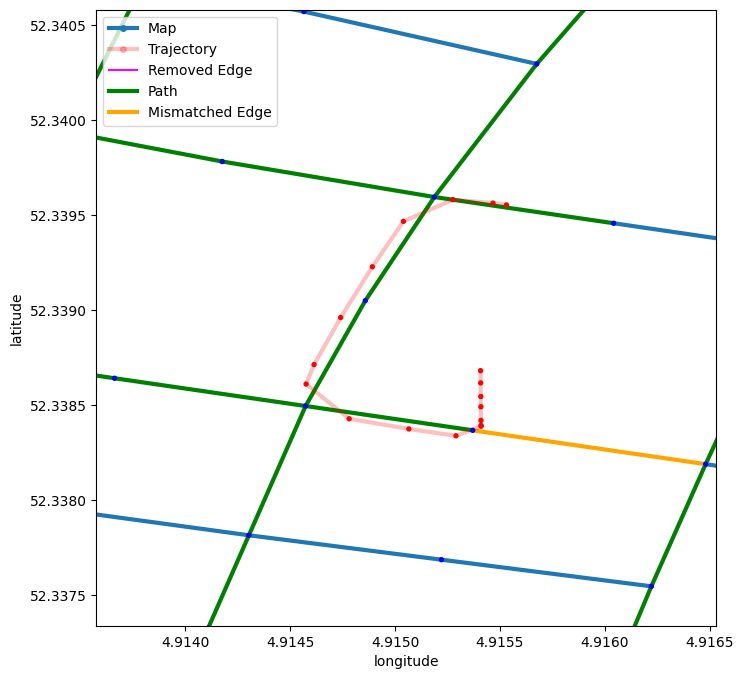 Map
Trajectory
Removed Edge
Path
Mismatched Edge
52.3405
52.3400
52.3395
52.3390
52.3385
52.3380
52.3375
latitude
4.9140
4.9145
4.9150
4.9155
4.9160
4.9165
longitude